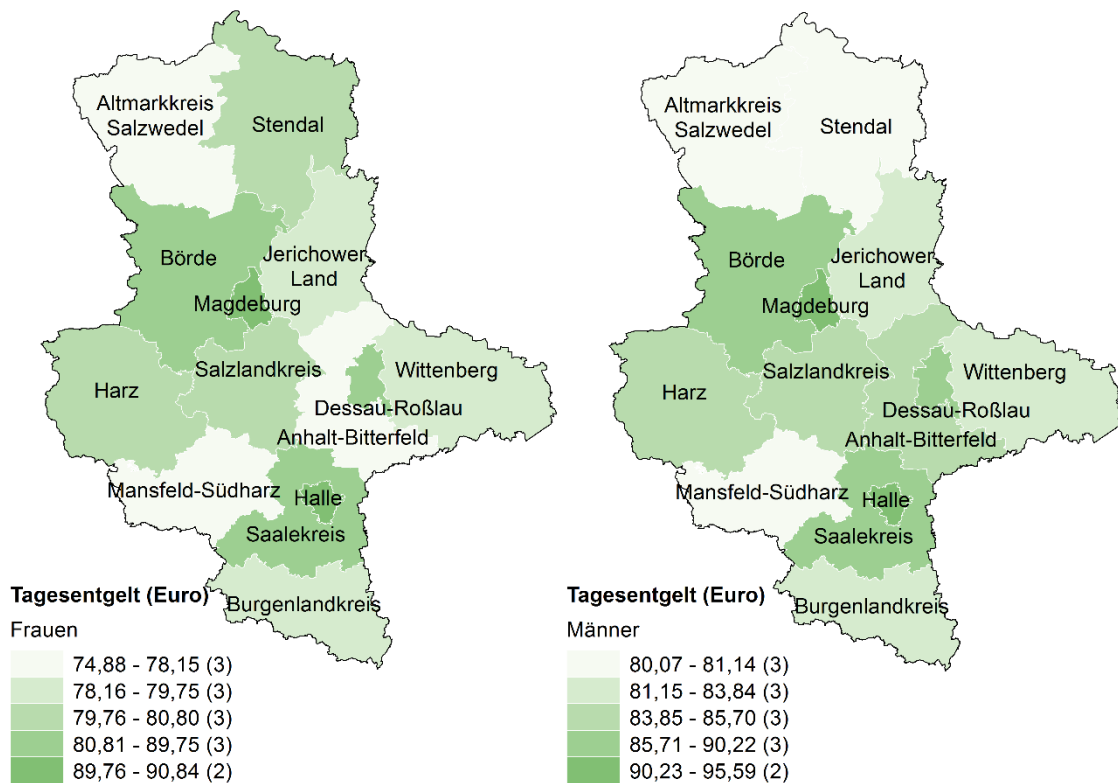 Altmarkkreis
Salzwedel
Stendal
Börde
Jerichower
Land
Magdeburg
Salzlandkreis
Harz
Wittenberg
Dessau-Roßlau
Anhalt-Bitterfeld
Mansfeld-Südharz
Halle
Saalekreis
Burgenlandkreis
Tagesentgelt (Euro)
Frauen
74,88 - 78,15 (3)
78,16 - 79,75 (3)
79,76 - 80,80 (3)
80,81 - 89,75 (3)
89,76 - 90,84 (2)
Altmarkkreis
Salzwedel
Stendal
Börde
Jerichower
Land
Magdeburg
Salzlandkreis
Harz
Wittenberg
Dessau-Roßlau
Anhalt-Bitterfeld
Mansfeld-Südharz
Halle
Saalekreis
Burgenlandkreis
Tagesentgelt (Euro)
Männer
80,07 - 81,14 (3)
81,15 - 83,84 (3)
83,85 - 85,70 (3)
85,71 - 90,22 (3)
90,23 - 95,59 (2)